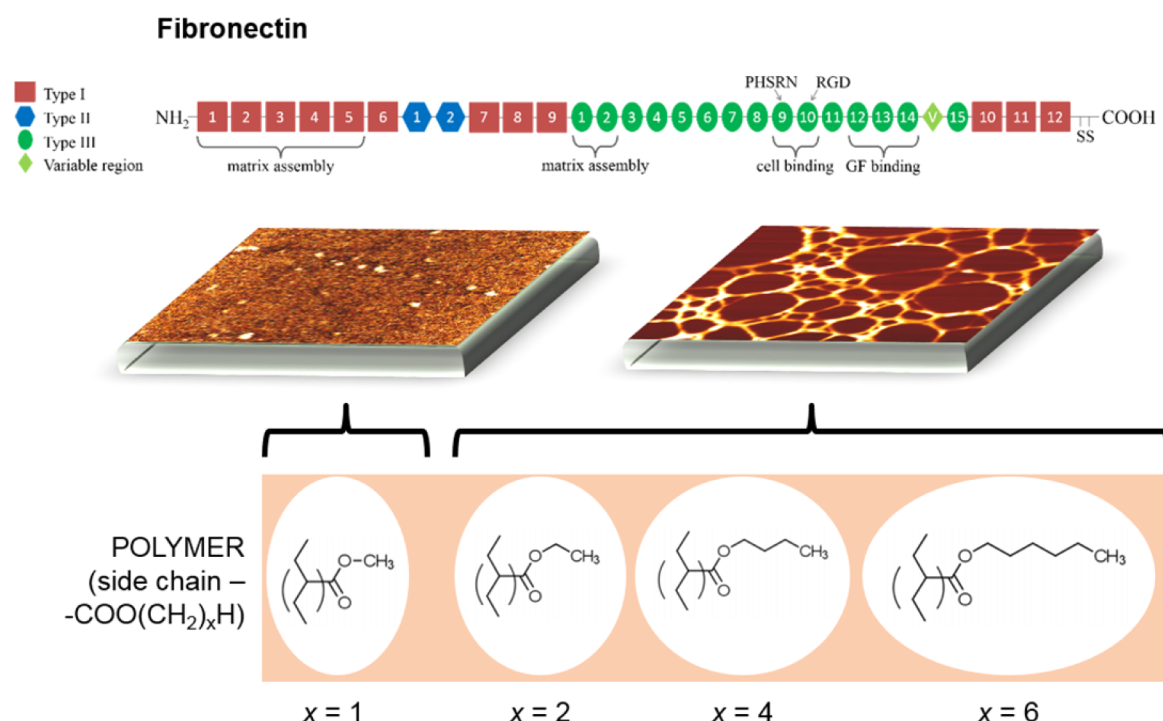 Fibronectin
Type I
Type II
Type III
Variable region
PHSRN RGD
NH2 1 2 3 4 5 6 1 2 7 8 9 1 2 3 4 5 6 7 8 9 10 11 12 13 14 V 15 10 11 12 COOH
SS
matrix assembly matrix assembly cell binding GF binding
POLYMER
(side chain –
-COO(CH2)xH)
O CH3 O
O CH3 O
O CH3 O
O CH3 O
x = 1 x = 2 x = 4 x = 6